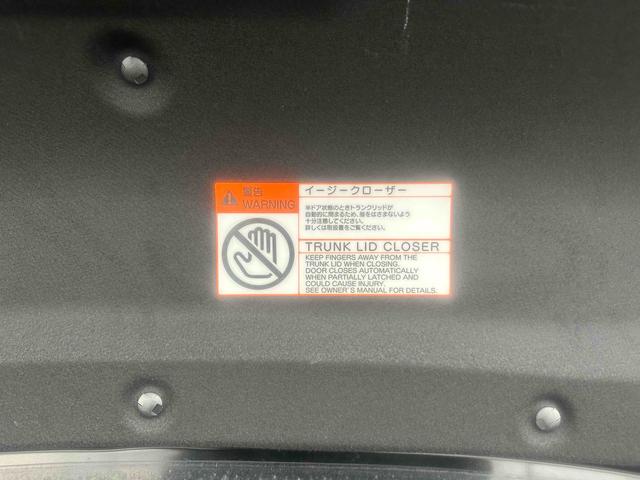 警告
WARNING
イージークローザー
半ドア状態のときトランクリッドが
自動的に閉まるため、指をはさまないよう
十分注意してください。
詳しくは取扱書をご覧ください。
TRUNK LID CLOSER
KEEP FINGERS AWAY FROM THE
TRUNK LID WHEN CLOSING.
DOOR CLOSES AUTOMATICALLY
WHEN PARTIALLY LATCHED AND
COULD CAUSE INJURY.
SEE OWNER'S MANUAL FOR DETAILS.